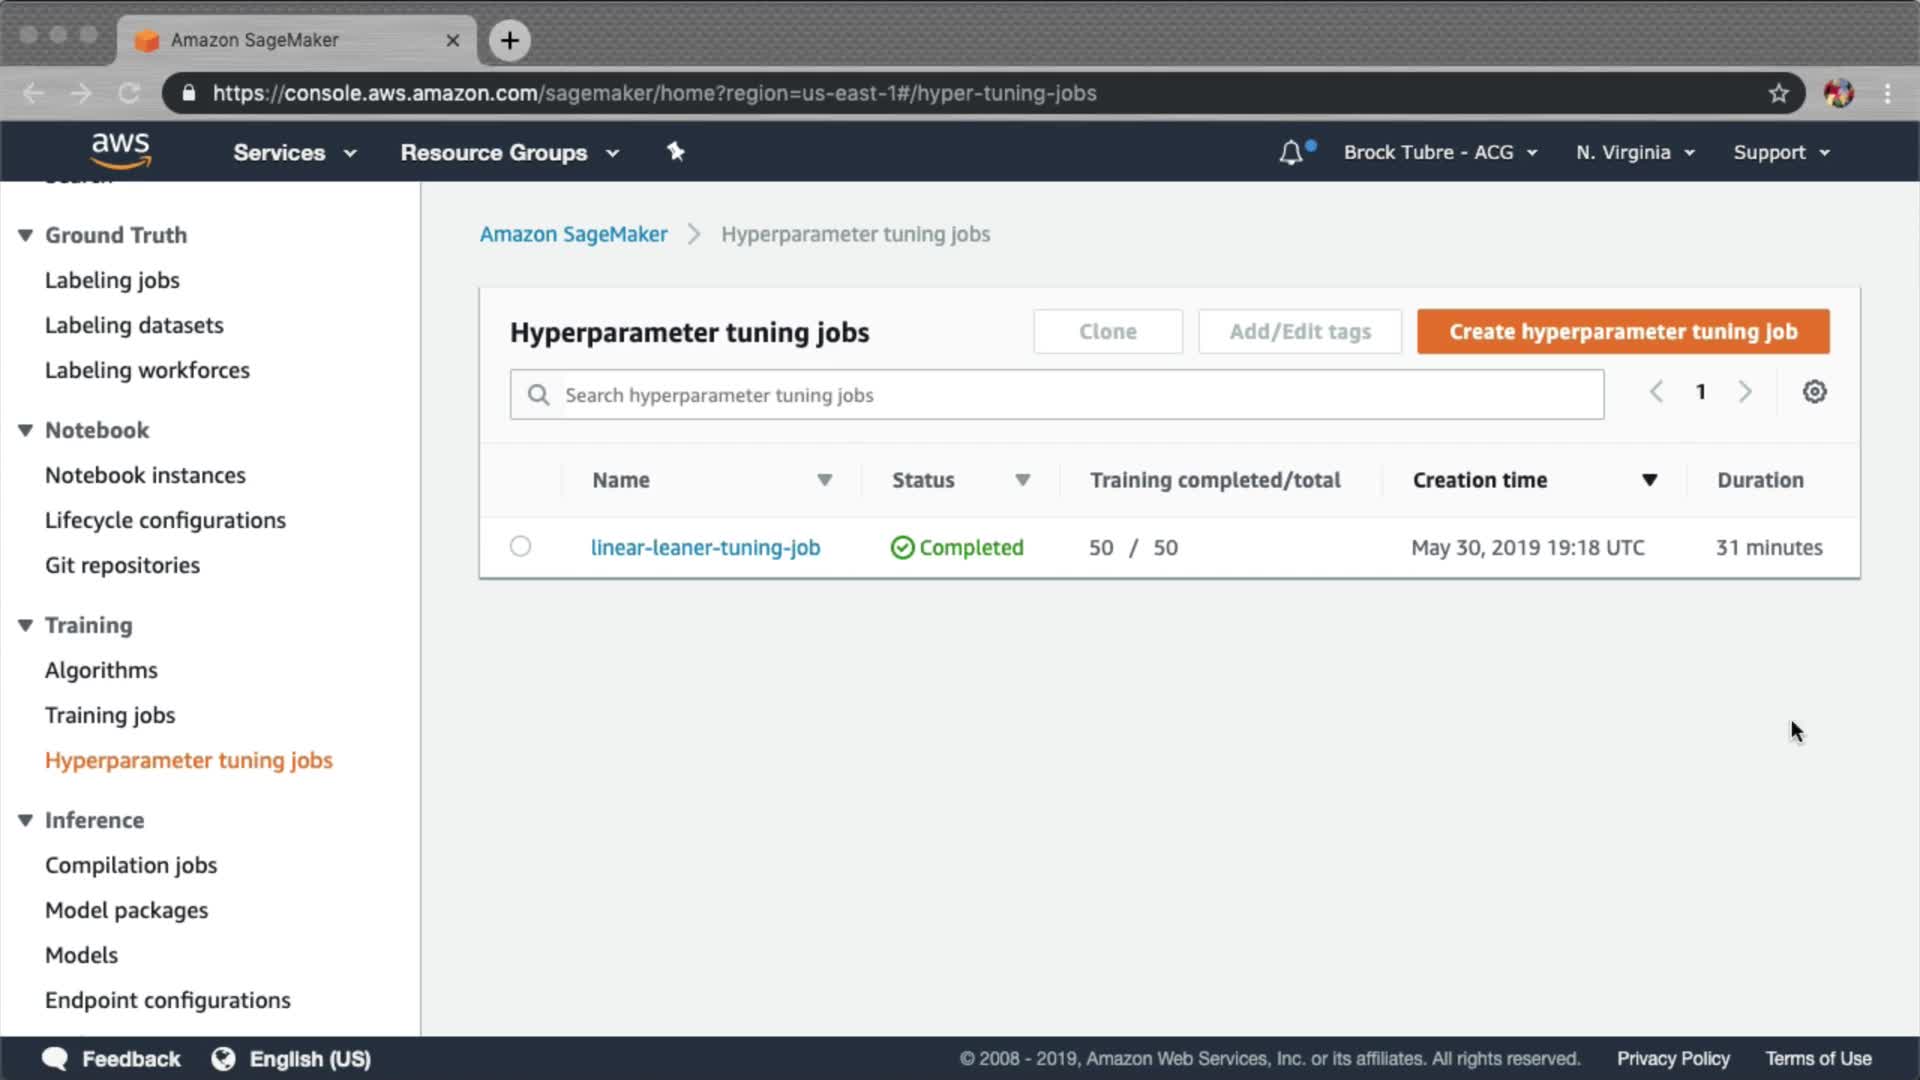 Amazon SageMaker
https://console.aws.amazon.com/sagemaker/home?region=us-east-1#/hyper-tuning-jobs
aws Services Resource Groups Brock Tubre - ACG N. Virginia Support
Ground Truth
Labeling jobs
Labeling datasets
Labeling workforces
Notebook
Notebook instances
Lifecycle configurations
Git repositories
Training
Algorithms
Training jobs
Hyperparameter tuning jobs
Inference
Compilation jobs
Model packages
Models
Endpoint configurations
Amazon SageMaker Hyperparameter tuning jobs
Hyperparameter tuning jobs Clone Add/Edit tags Create hyperparameter tuning job
Search hyperparameter tuning jobs 1
Name Status Training completed/total Creation time Duration
linear-leaner-tuning-job Completed 50 / 50 May 30, 2019 19:18 UTC 31 minutes
Feedback English (US) © 2008 - 2019, Amazon Web Services, Inc. or its affiliates. All rights reserved. Privacy Policy Terms of Use